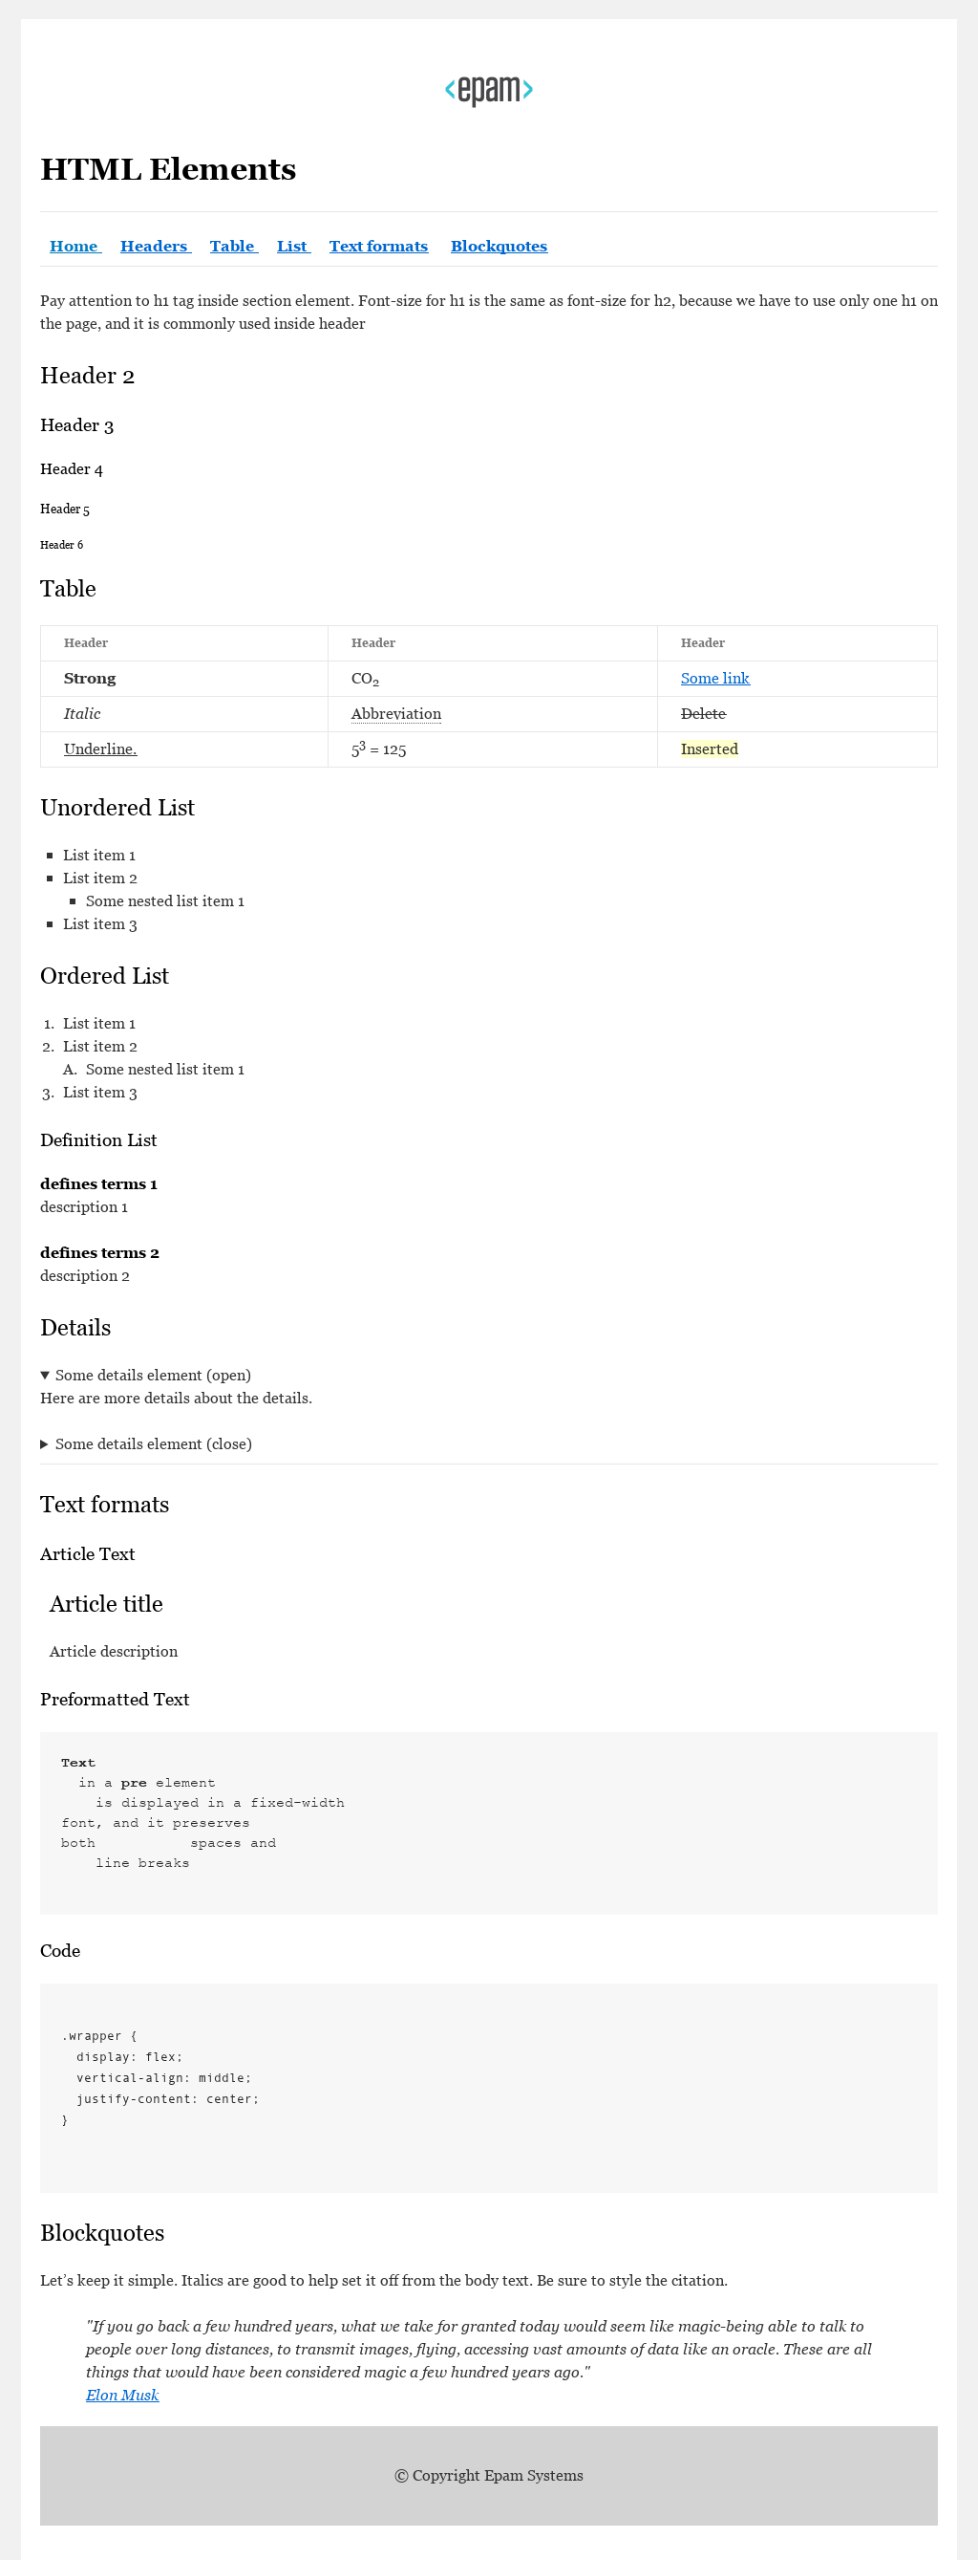 <epam>
HTML Elements
Home Headers Table List Text formats Blockquotes
Pay attention to h1 tag inside section element. Font-size for h1 is the same as font-size for h2, because we have to use only one h1 on
the page, and it is commonly used inside header
Header 2
Header 3
Header 4
Header 5
Header 6
Table
Header Header Header
Strong CO₂ Some link
Italic Abbreviation Delete
Underline. 5³ = 125 Inserted
Unordered List
▪ List item 1
▪ List item 2
▪ Some nested list item 1
▪ List item 3
Ordered List
1. List item 1
2. List item 2
A. Some nested list item 1
3. List item 3
Definition List
defines terms 1
description 1
defines terms 2
description 2
Details
▼ Some details element (open)
Here are more details about the details.
▶ Some details element (close)
Text formats
Article Text
Article title
Article description
Preformatted Text
Text
  in a pre element
    is displayed in a fixed-width
font, and it preserves
both           spaces and
    line breaks
Code
.wrapper {
  display: flex;
  vertical-align: middle;
  justify-content: center;
}
Blockquotes
Let’s keep it simple. Italics are good to help set it off from the body text. Be sure to style the citation.
"If you go back a few hundred years, what we take for granted today would seem like magic-being able to talk to
people over long distances, to transmit images, flying, accessing vast amounts of data like an oracle. These are all
things that would have been considered magic a few hundred years ago."
Elon Musk
© Copyright Epam Systems